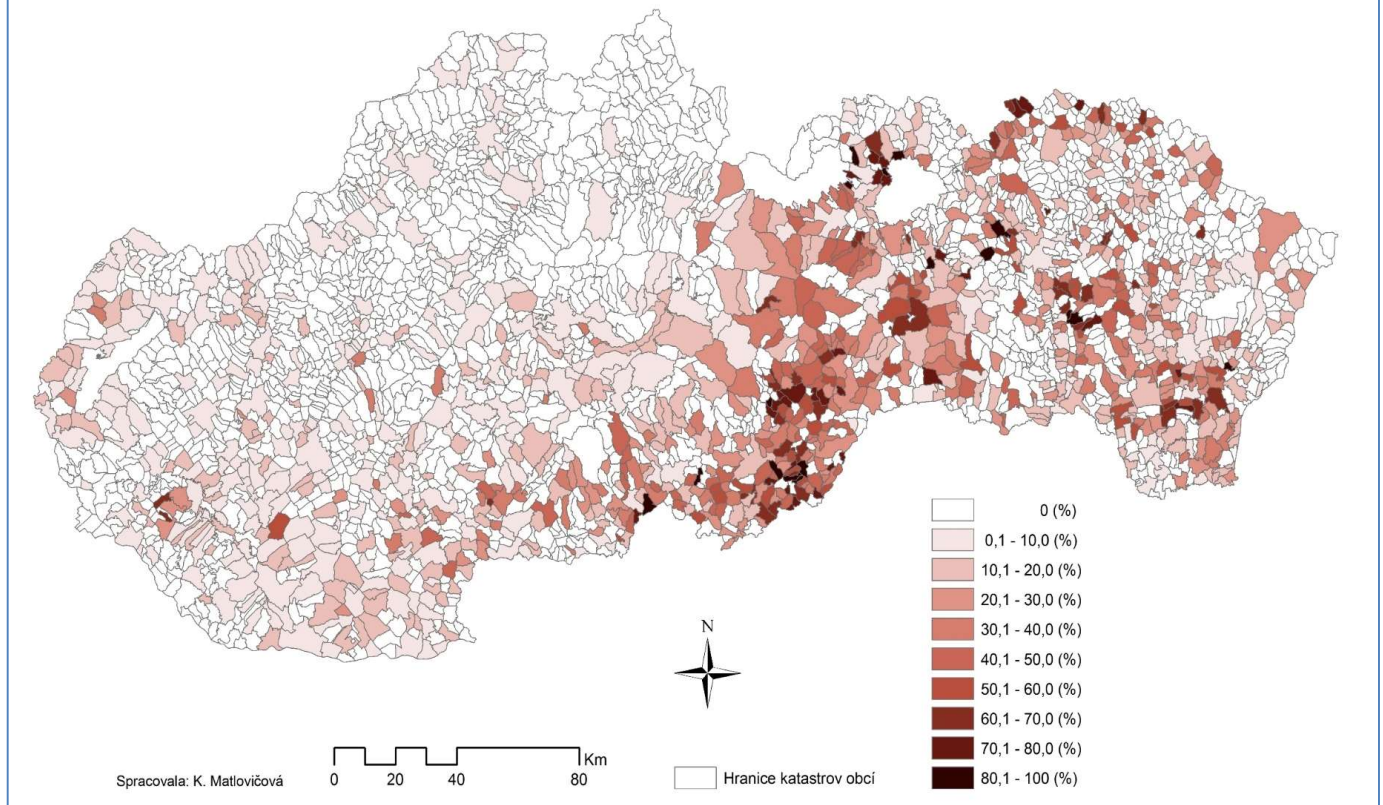 0 (%)
0,1 - 10,0 (%)
10,1 - 20,0 (%)
20,1 - 30,0 (%)
30,1 - 40,0 (%)
40,1 - 50,0 (%)
50,1 - 60,0 (%)
60,1 - 70,0 (%)
70,1 - 80,0 (%)
80,1 - 100 (%)
N
Km
0 20 40 80
Spracovala: K. Matlovičová
Hranice katastrov obcí